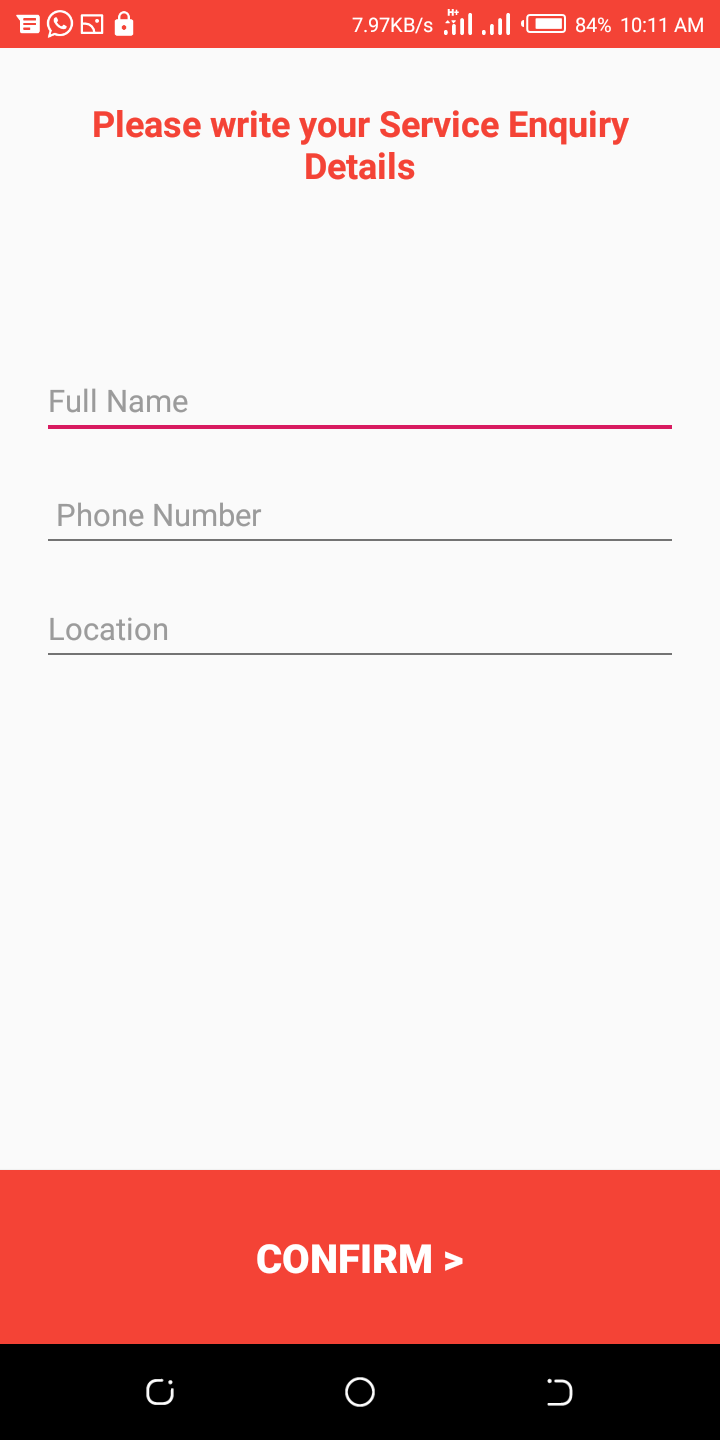 7.97KB/s H+ 84% 10:11 AM
Please write your Service Enquiry
Details
Full Name
Phone Number
Location
CONFIRM >